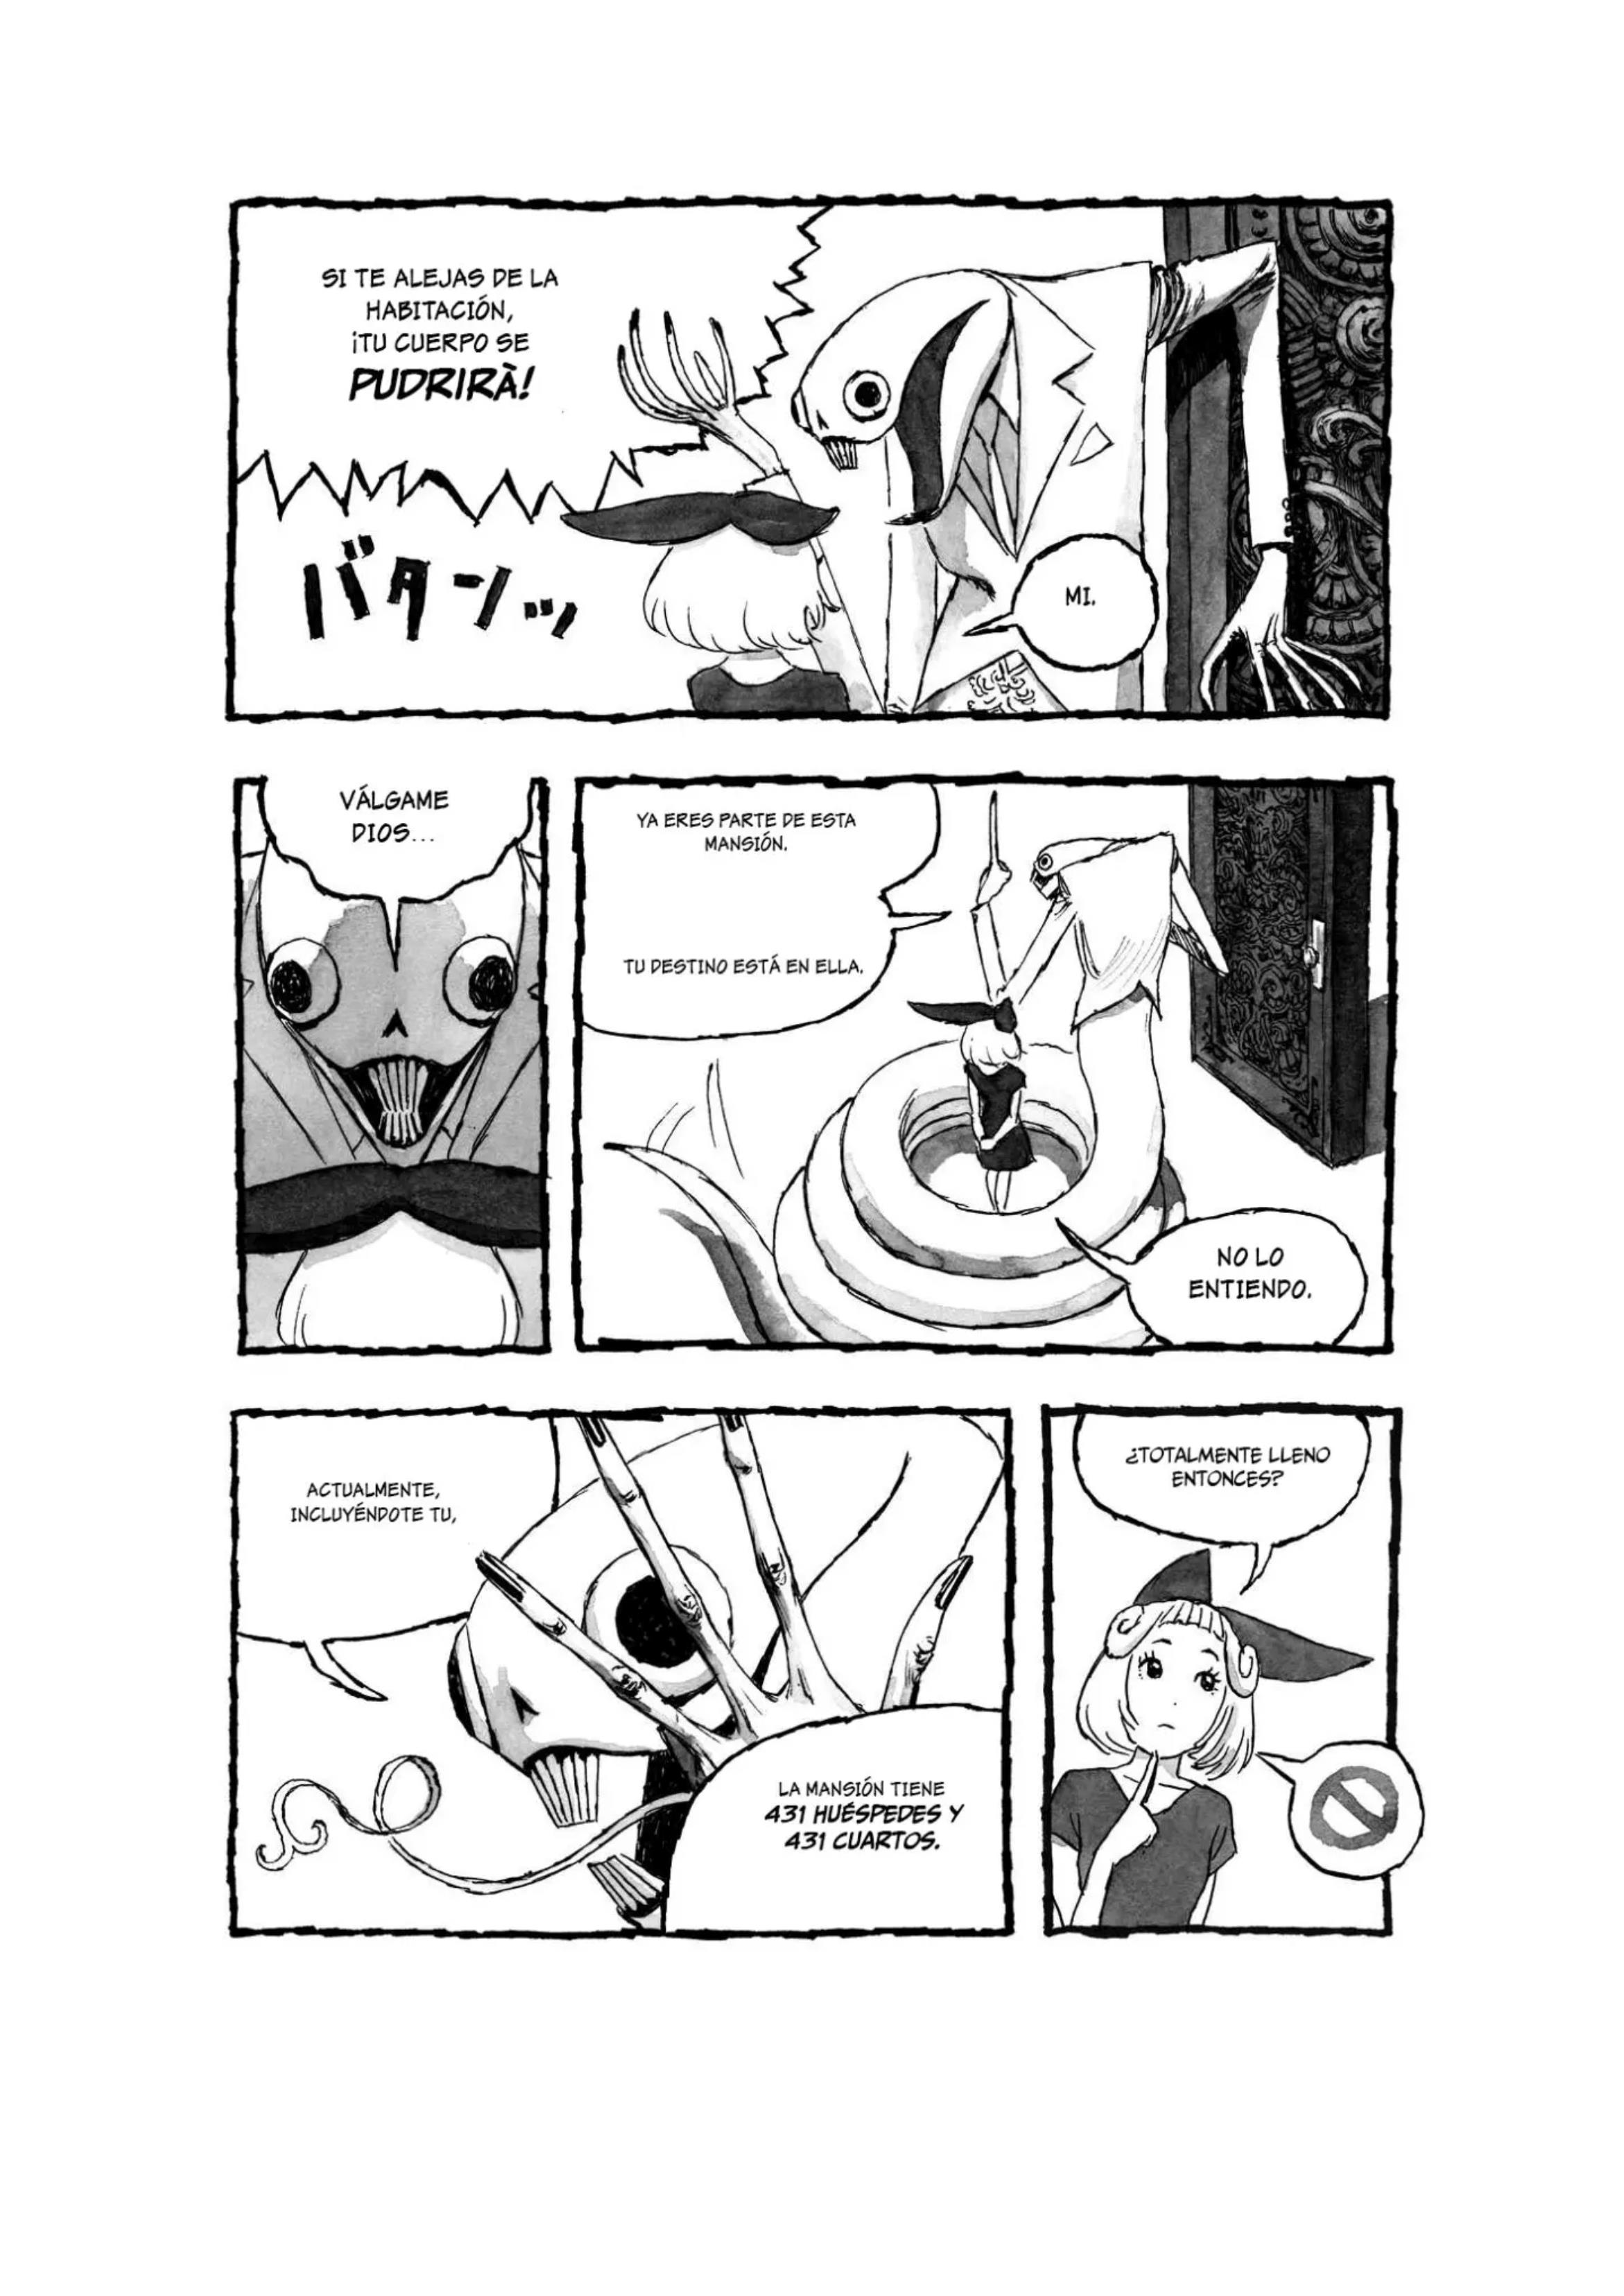 SI TE ALEJAS DE LA
HABITACIÓN,
¡TU CUERPO SE
PUDRIRÀ!
バタンッ
MI.
VÁLGAME
DIOS...
YA ERES PARTE DE ESTA
MANSIÓN.
TU DESTINO ESTÁ EN ELLA.
NO LO
ENTIENDO.
ACTUALMENTE,
INCLUYÉNDOTE TU,
LA MANSIÓN TIENE
431 HUÉSPEDES Y
431 CUARTOS.
¿TOTALMENTE LLENO
ENTONCES?